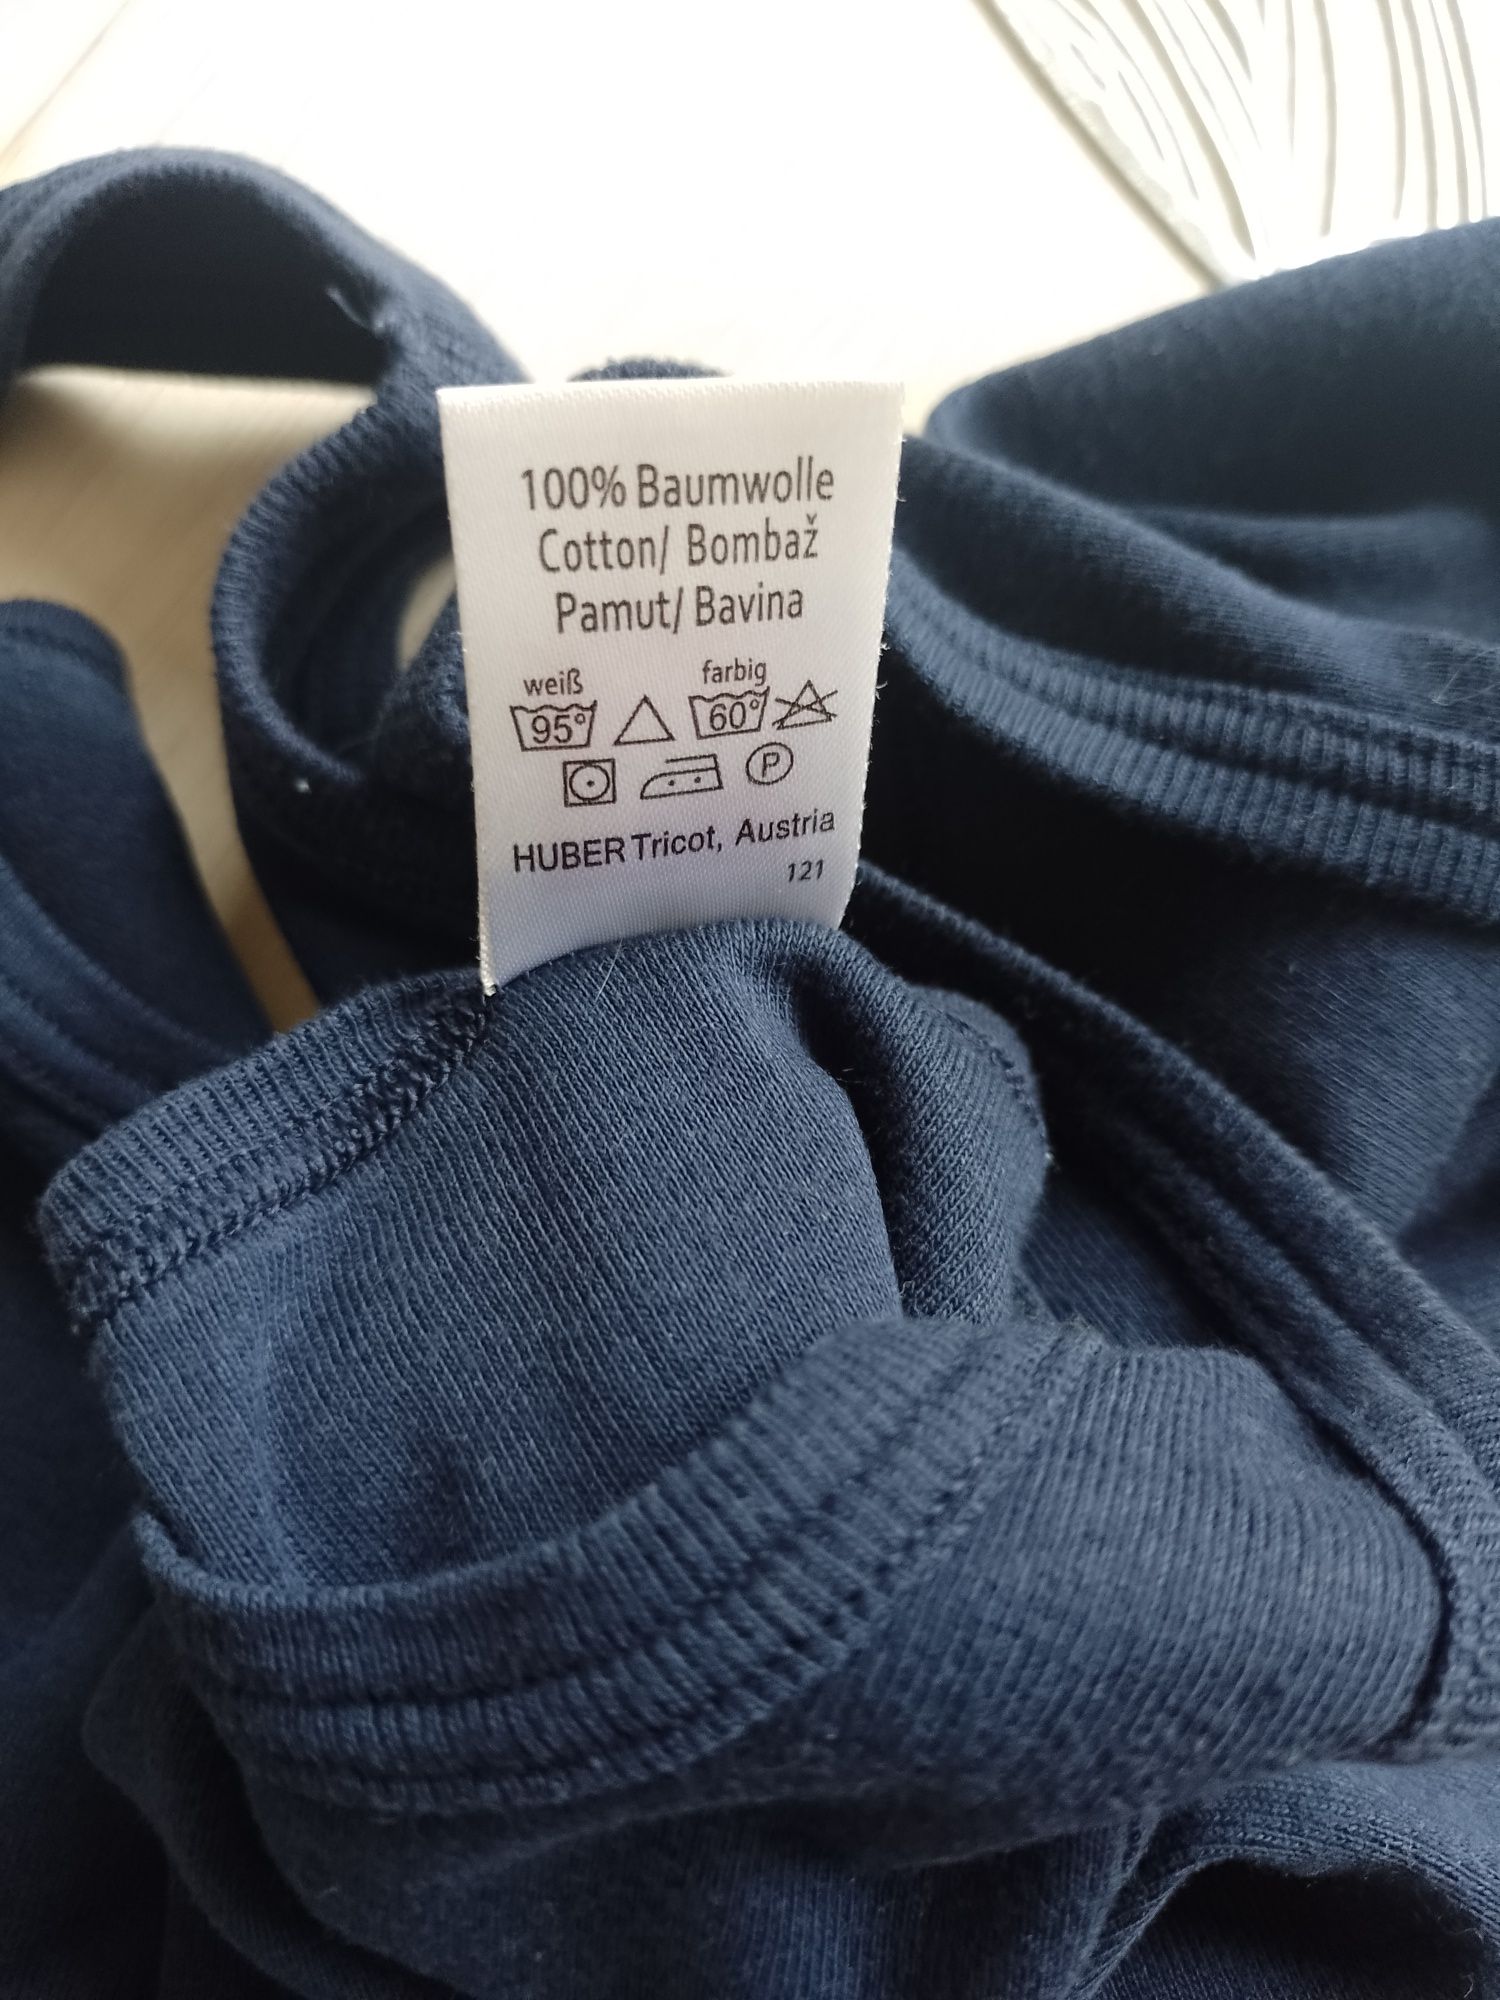 100% Baumwolle
Cotton/ Bombaž
Pamut/ Bavina
weiß farbig
95° 60°
P
HUBER Tricot, Austria
121